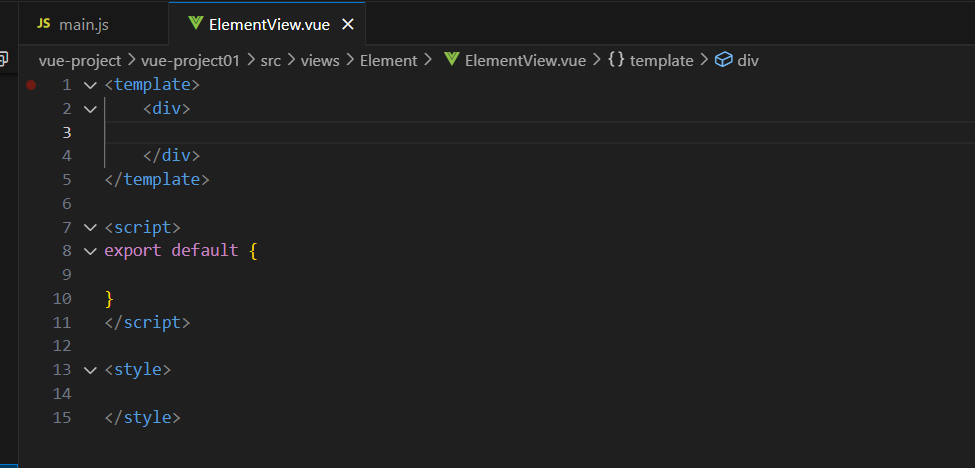 JS main.js ElementView.vue
vue-project > vue-project01 > src > views > Element > ElementView.vue > {} template > div
1 <template>
2 <div>
3
4 </div>
5 </template>
6
7 <script>
8 export default {
9
10 }
11 </script>
12
13 <style>
14
15 </style>